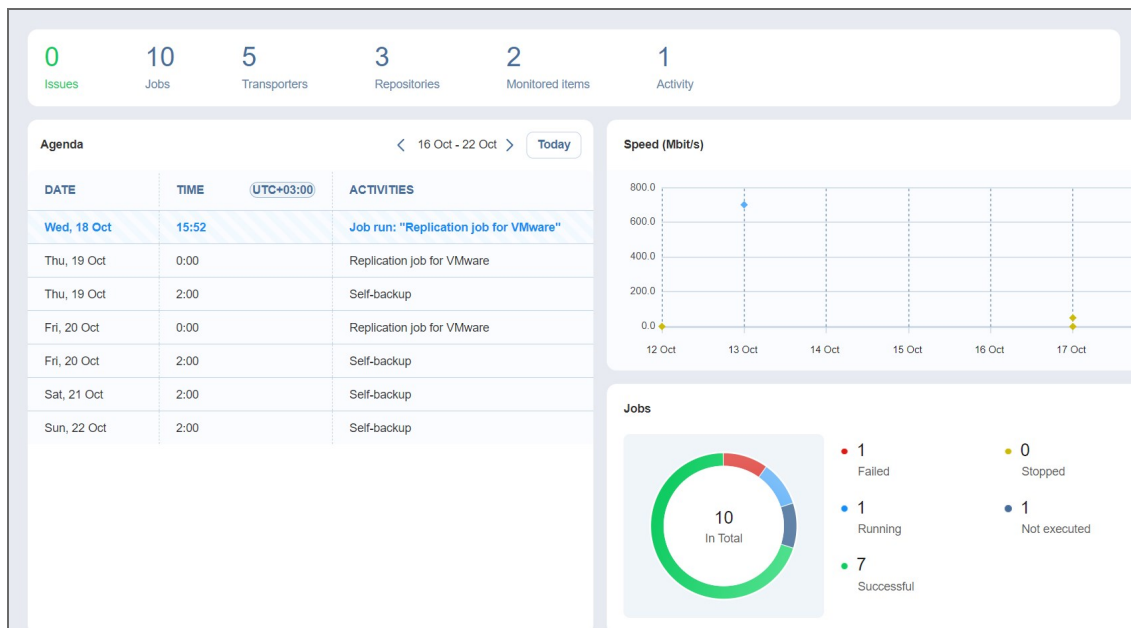 0 10 5 3 2 1
Issues Jobs Transporters Repositories Monitored items Activity
Agenda 16 Oct - 22 Oct Today
DATE TIME UTC+03:00 ACTIVITIES
Wed, 18 Oct 15:52 Job run: "Replication job for VMware"
Thu, 19 Oct 0:00 Replication job for VMware
Thu, 19 Oct 2:00 Self-backup
Fri, 20 Oct 0:00 Replication job for VMware
Fri, 20 Oct 2:00 Self-backup
Sat, 21 Oct 2:00 Self-backup
Sun, 22 Oct 2:00 Self-backup
Speed (Mbit/s)
800.0
600.0
400.0
200.0
0.0
12 Oct 13 Oct 14 Oct 15 Oct 16 Oct 17 Oct
Jobs
10
In Total
1 0
Failed Stopped
1 1
Running Not executed
7
Successful